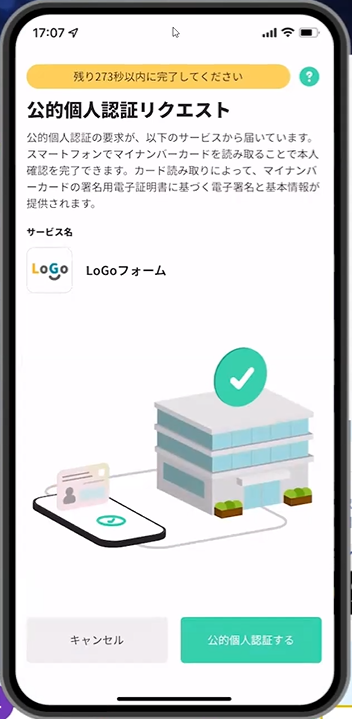 17:07
残り273秒以内に完了してください
?
公的個人認証リクエスト
公的個人認証の要求が、以下のサービスから届いています。
スマートフォンでマイナンバーカードを読み取ることで本人
確認を完了できます。カード読み取りによって、マイナンバ
ーカードの署名用電子証明書に基づく電子署名と基本情報が
提供されます。
サービス名
LoGo
LoGoフォーム
キャンセル
公的個人認証する